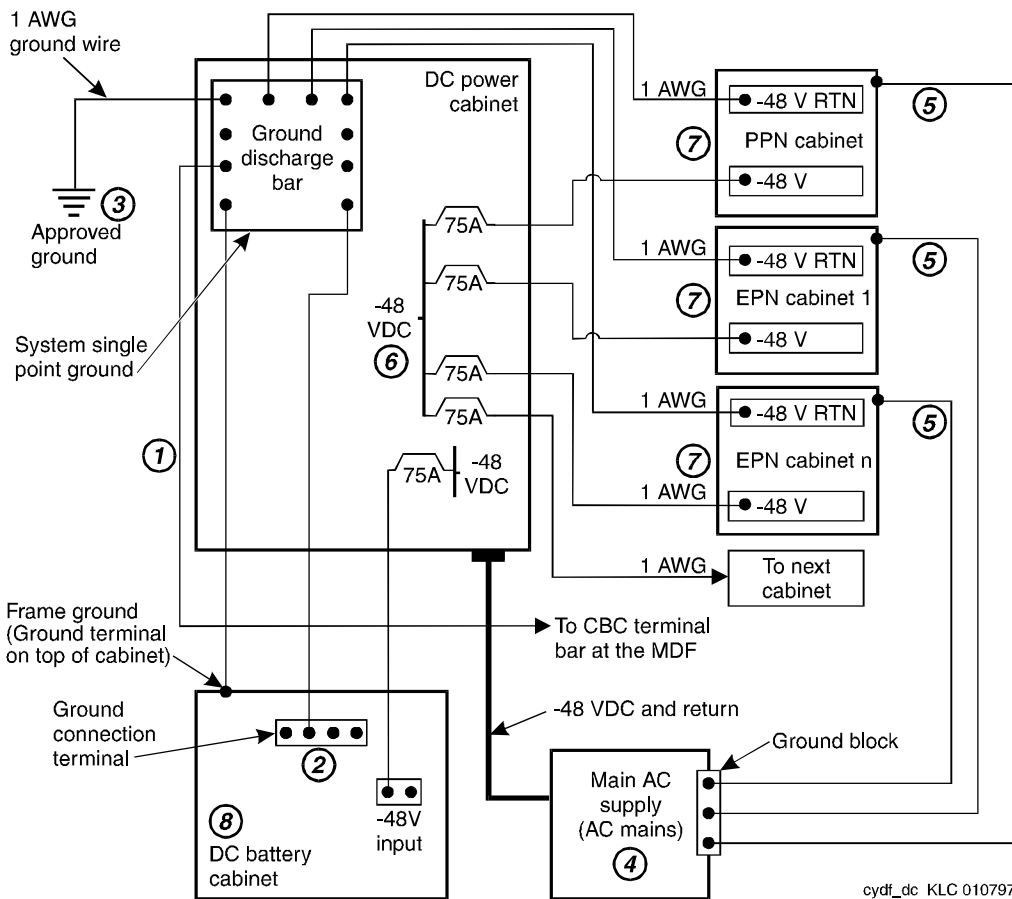 1 AWG
ground wire
DC power
cabinet
Ground
discharge
bar
3
Approved
ground
System single
point ground
1
75A
75A
-48
VDC
6
75A
75A
75A
-48
VDC
1 AWG
-48 V RTN
5
7
PPN cabinet
-48 V
1 AWG
-48 V RTN
5
7
EPN cabinet 1
-48 V
1 AWG
-48 V RTN
5
7
EPN cabinet n
1 AWG
-48 V
1 AWG
To next
cabinet
To CBC terminal
bar at the MDF
Frame ground
(Ground terminal
on top of cabinet)
Ground
connection
terminal
2
-48V
input
8
DC battery
cabinet
-48 VDC and return
Ground block
Main AC
supply
(AC mains)
4
cydf_dc KLC 010797